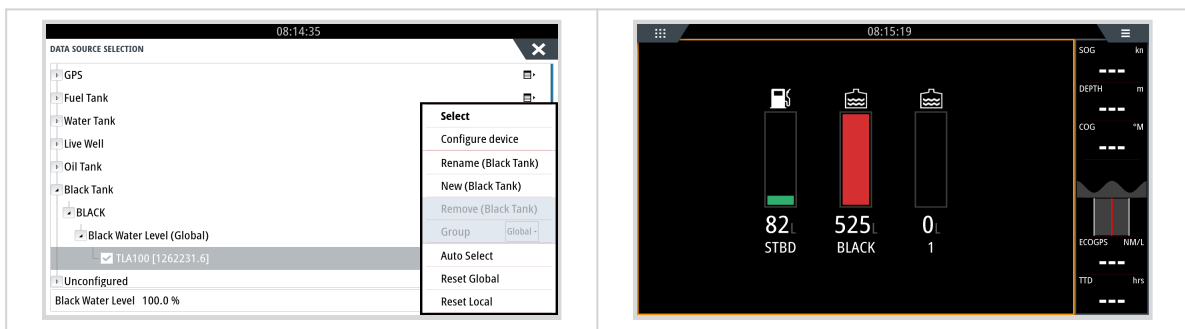 08:14:35
DATA SOURCE SELECTION
GPS
Fuel Tank
Water Tank
Live Well
Oil Tank
Black Tank
BLACK
Black Water Level (Global)
TLA100 [1262231.6]
Unconfigured
Black Water Level 100.0 %
Select
Configure device
Rename (Black Tank)
New (Black Tank)
Remove (Black Tank)
Group Global
Auto Select
Reset Global
Reset Local
08:15:19
82L 525L 0L
STBD BLACK 1
SOG kn
---
DEPTH m
---
COG °M
---
ECOGPS NM/L
---
TTD hrs
---